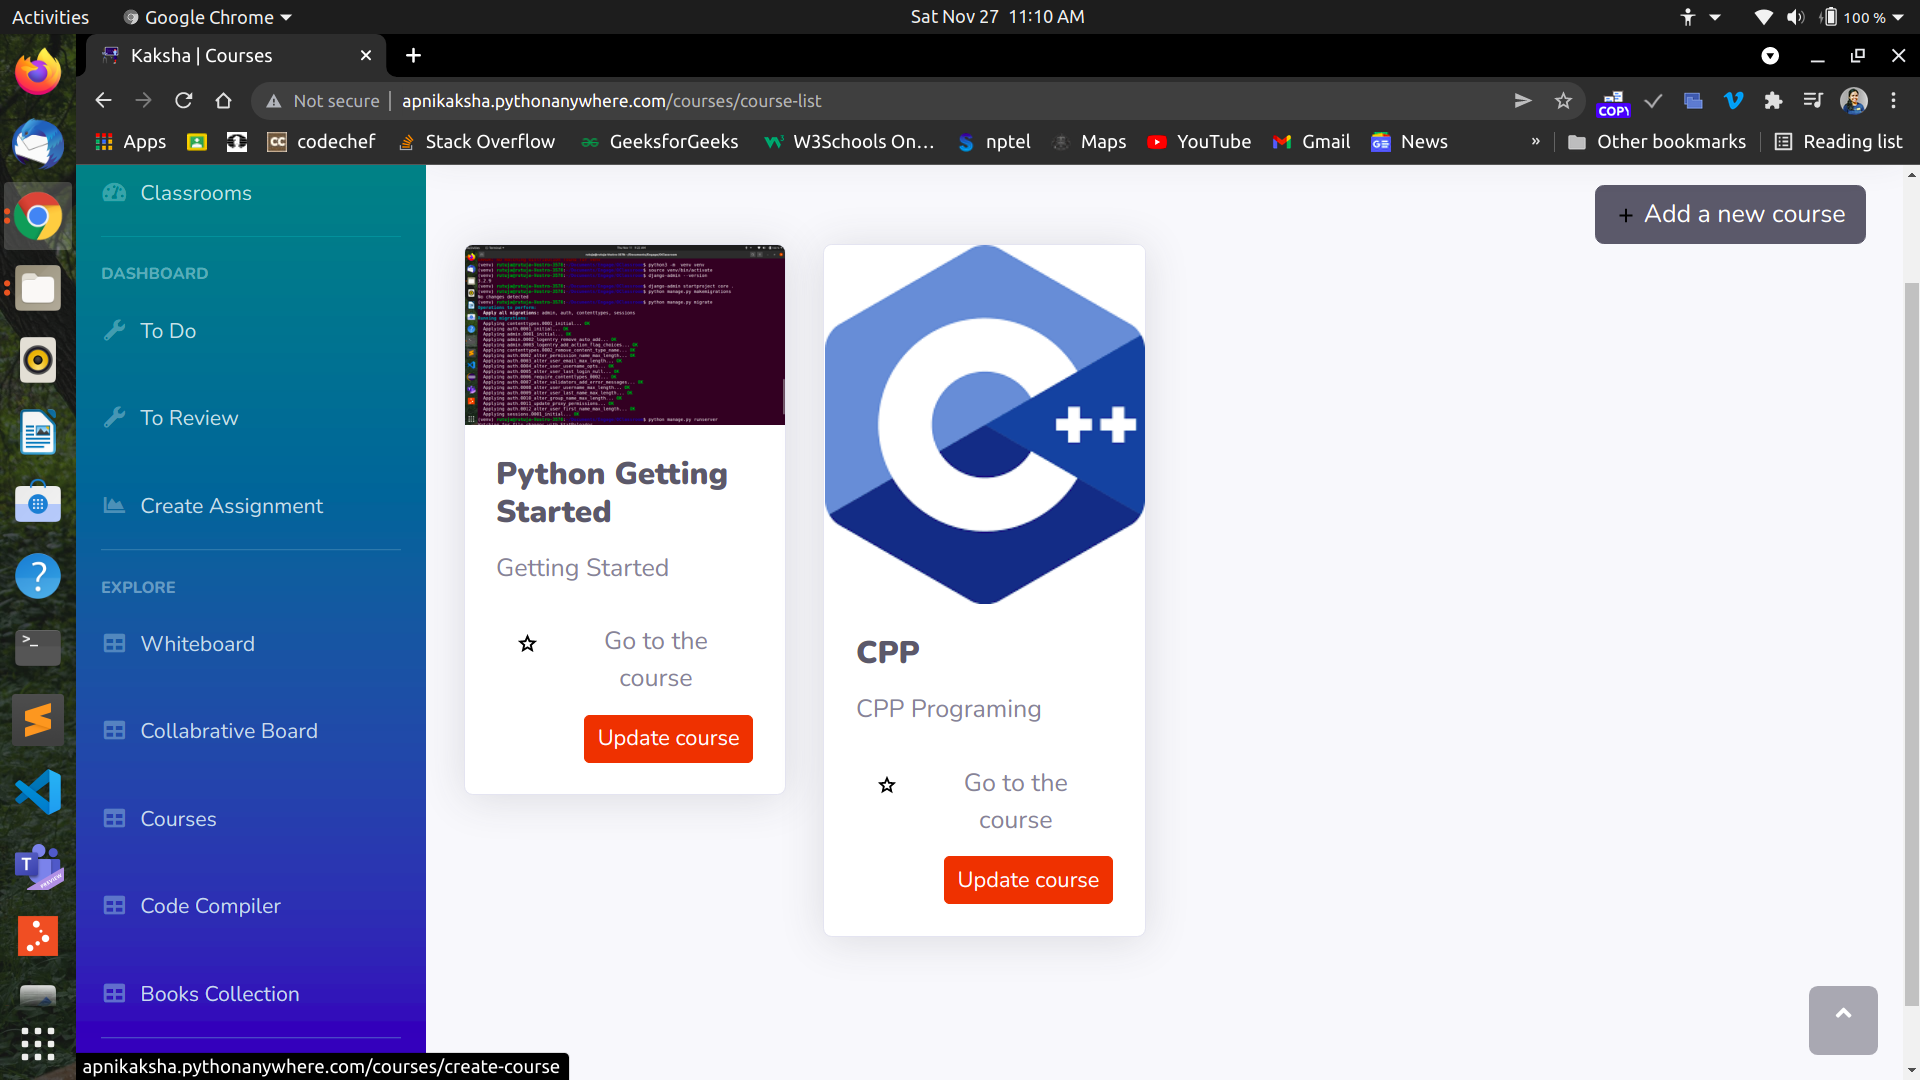 Activities
Google Chrome
Sat Nov 27 11:10 AM
100 %
Kaksha | Courses
Not secure
apnikaksha.pythonanywhere.com/courses/course-list
COPY
Apps
codechef
Stack Overflow
GeeksforGeeks
W3Schools On...
nptel
Maps
YouTube
Gmail
News
»
Other bookmarks
Reading list
Classrooms
DASHBOARD
To Do
To Review
Create Assignment
EXPLORE
Whiteboard
Collabrative Board
Courses
Code Compiler
Books Collection
+ Add a new course
Python Getting
Started
Getting Started
Go to the
course
Update course
C++
CPP
CPP Programing
Go to the
course
Update course
apnikaksha.pythonanywhere.com/courses/create-course